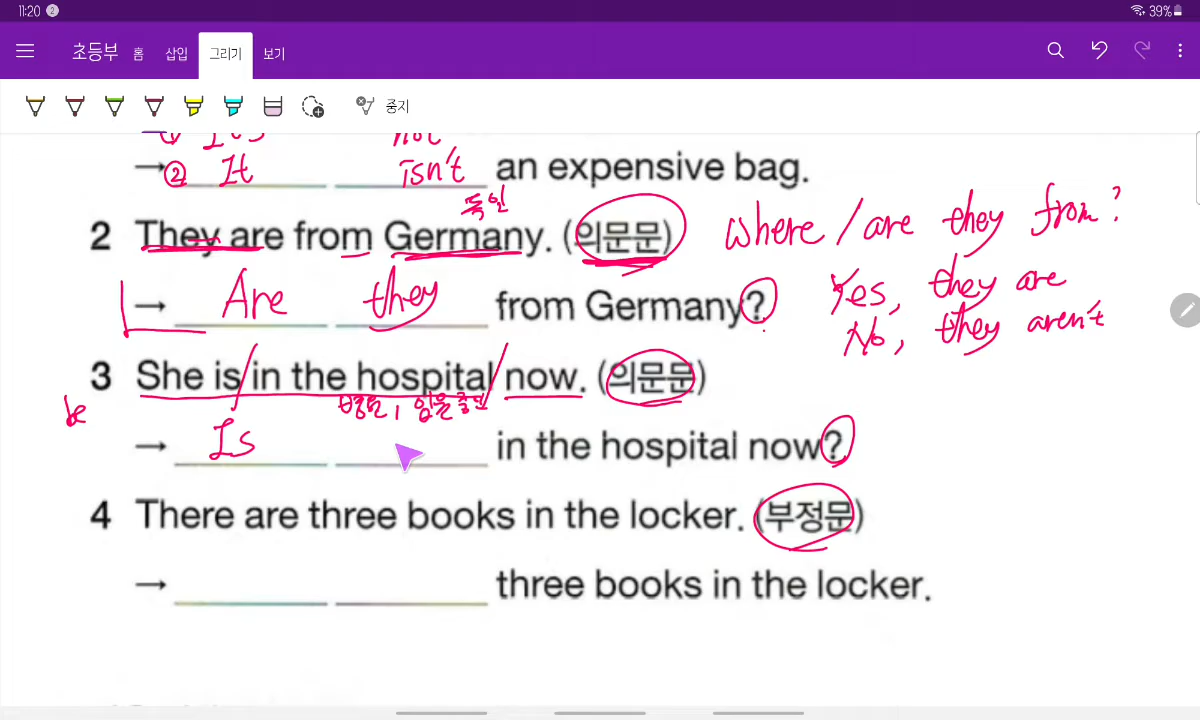 11:20 2 39%
초등부 홈 삽입 그리기 보기
중지
→ ② It isn't an expensive bag.
독일
2 They are from Germany. (의문문) Where / are they from?
→ Are they from Germany? Yes, they are
No, they aren't
3 She is/in the hospital/now. (의문문)
be 병원, 입원 중인
→ Is in the hospital now?
4 There are three books in the locker. (부정문)
→ three books in the locker.